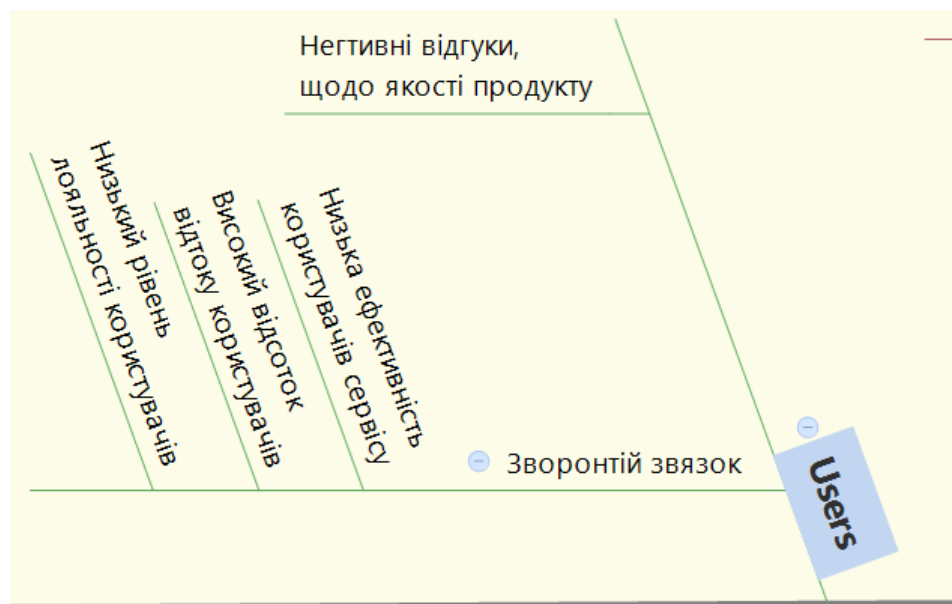 Негтивні відгуки,
щодо якості продукту
Низький рівень
лояльності користувачів
Високий відсоток
відтоку користувачів
Низька ефективність
користувачів сервісу
Зворонтій звязок
Users